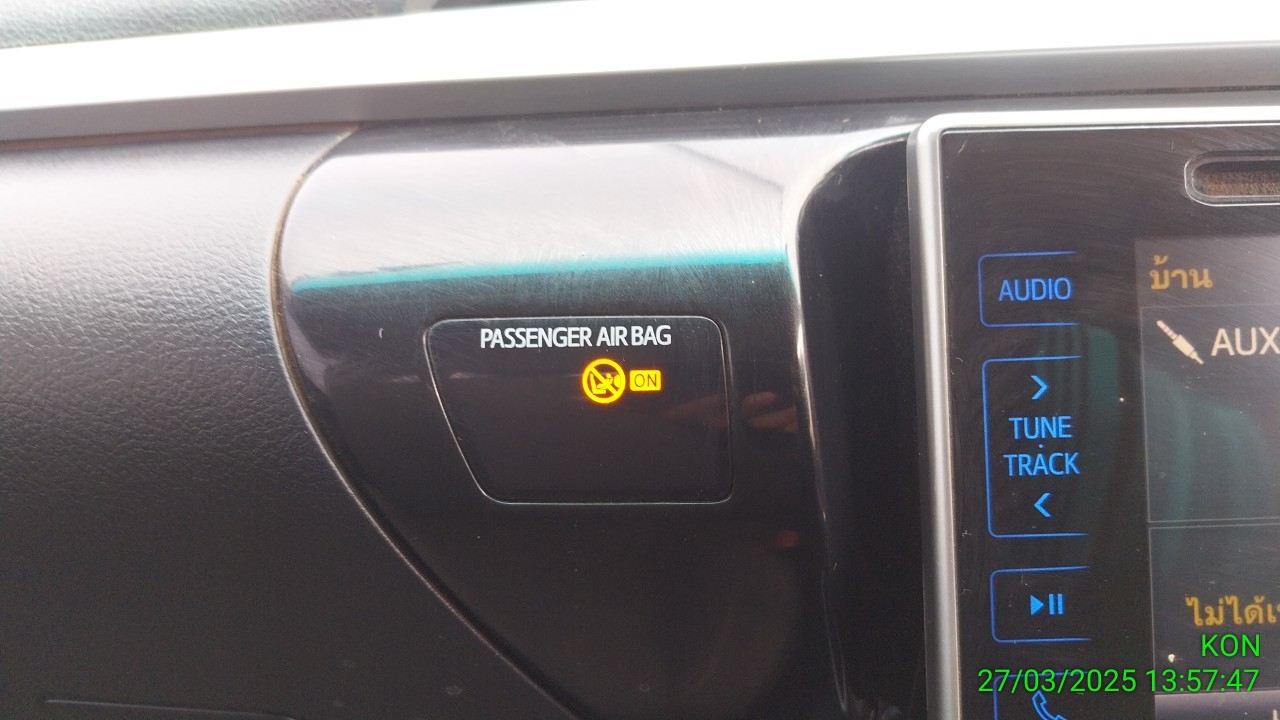 PASSENGER AIR BAG
ON
AUDIO
บ้าน
AUX
TUNE
TRACK
KON
27/03/2025 13:57:47